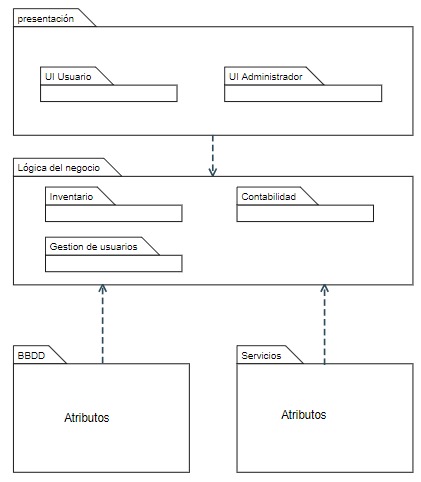 presentación
UI Usuario
UI Administrador
Lógica del negocio
Inventario
Contabilidad
Gestion de usuarios
BBDD
Servicios
Atributos
Atributos